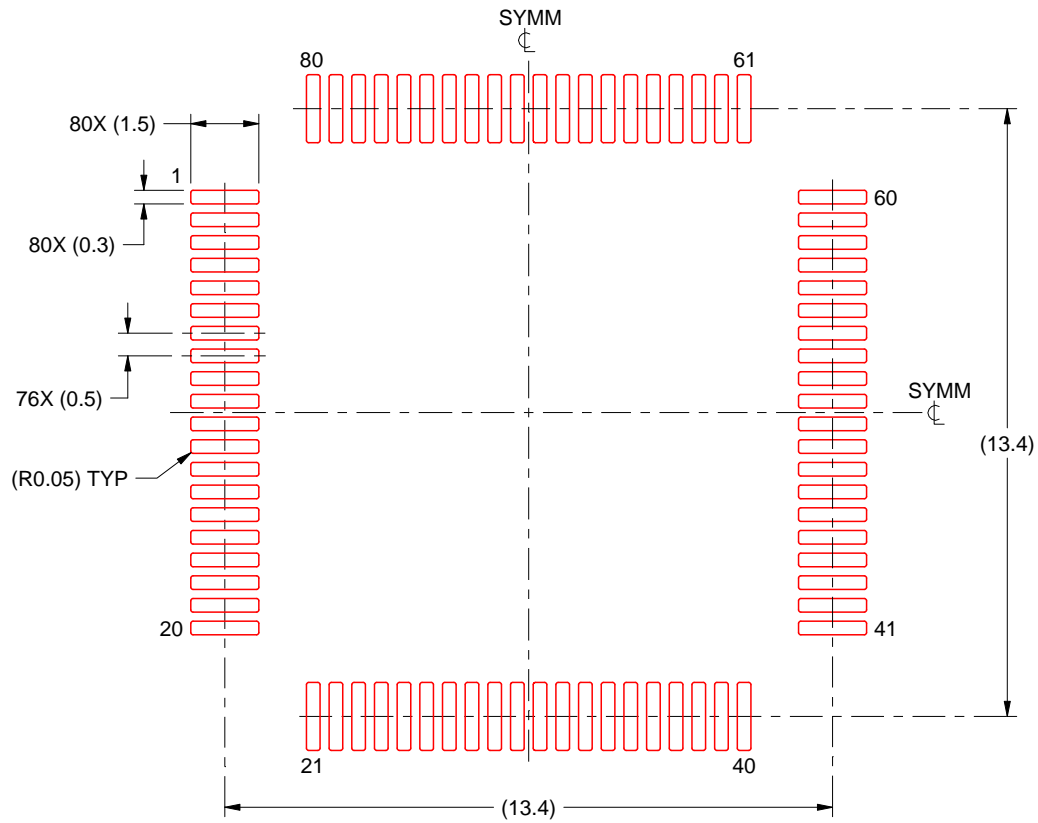 SYMM
℄
80
61
80X (1.5)
1
60
80X (0.3)
76X (0.5)
SYMM
℄
(13.4)
(R0.05) TYP
20
41
21
40
(13.4)